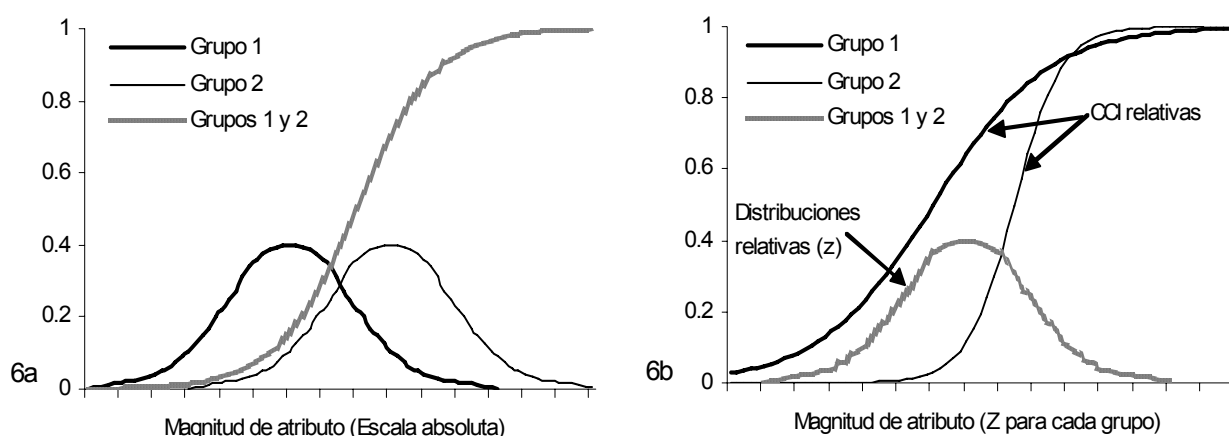 1
0.8
0.6
0.4
0.2
0
Grupo 1
Grupo 2
Grupos 1 y 2
6a
Magnitud de atributo (Escala absoluta)
1
0.8
0.6
0.4
0.2
0
Grupo 1
Grupo 2
Grupos 1 y 2
CCI relativas
Distribuciones
relativas (z)
6b
Magnitud de atributo (Z para cada grupo)